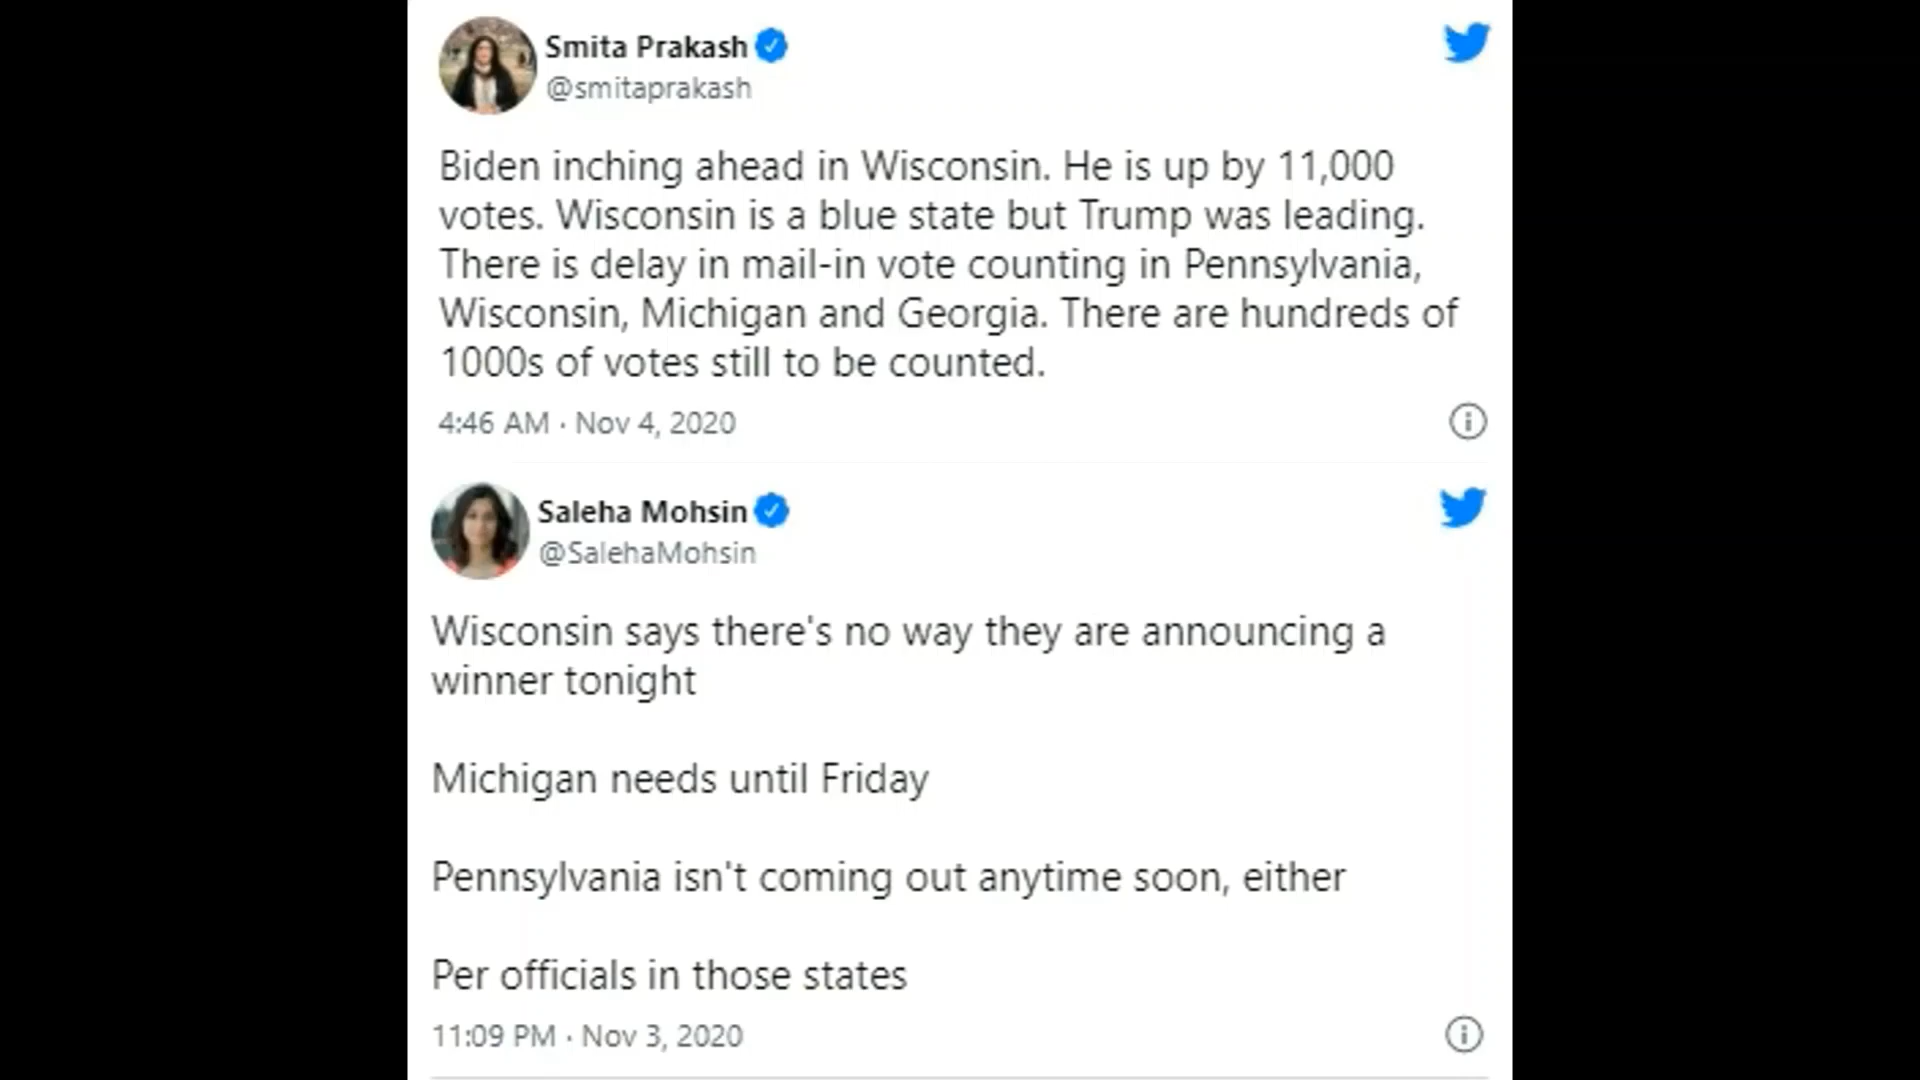 Smita Prakash
@smitaprakash
Biden inching ahead in Wisconsin. He is up by 11,000
votes. Wisconsin is a blue state but Trump was leading.
There is delay in mail-in vote counting in Pennsylvania,
Wisconsin, Michigan and Georgia. There are hundreds of
1000s of votes still to be counted.
4:46 AM · Nov 4, 2020
Saleha Mohsin
@SalehaMohsin
Wisconsin says there's no way they are announcing a
winner tonight
Michigan needs until Friday
Pennsylvania isn't coming out anytime soon, either
Per officials in those states
11:09 PM · Nov 3, 2020